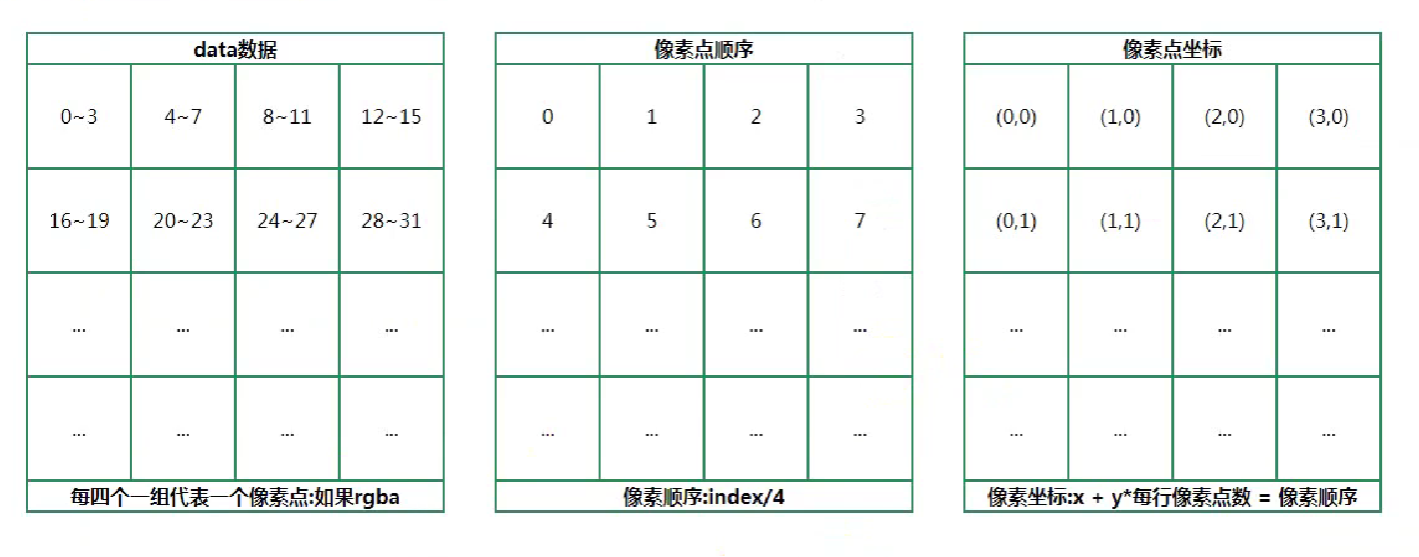 data数据
0~3 4~7 8~11 12~15
16~19 20~23 24~27 28~31
... ... ... ...
... ... ... ...
每四个一组代表一个像素点:如果rgba
像素点顺序
0 1 2 3
4 5 6 7
... ... ... ...
... ... ... ...
像素顺序:index/4
像素点坐标
(0,0) (1,0) (2,0) (3,0)
(0,1) (1,1) (2,1) (3,1)
... ... ... ...
... ... ... ...
像素坐标:x + y*每行像素点数 = 像素顺序